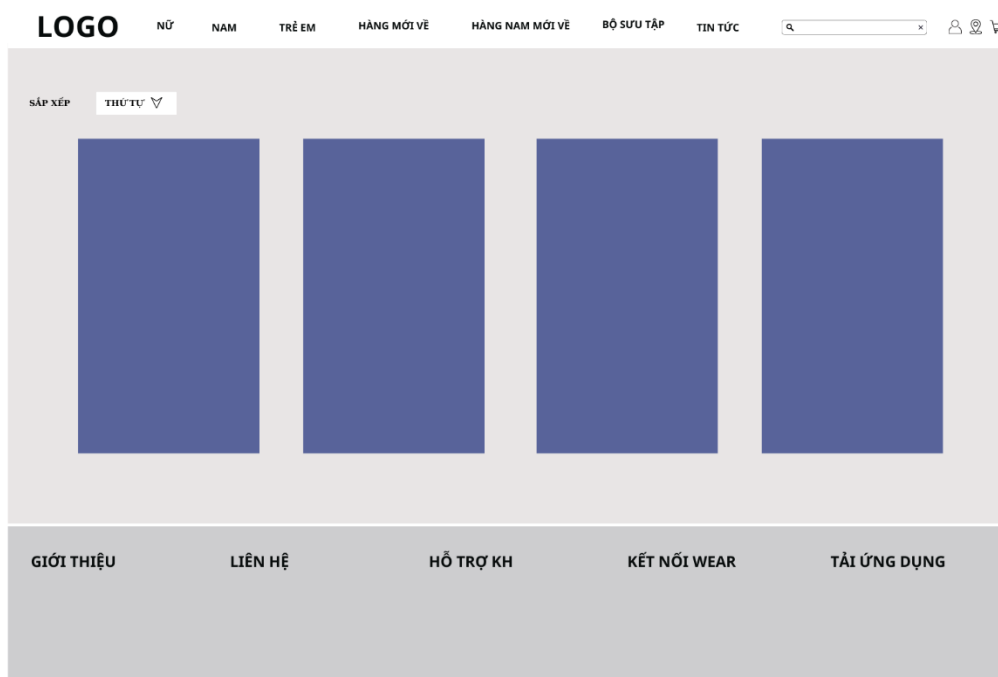 LOGO NỮ NAM TRẺ EM HÀNG MỚI VỀ HÀNG NAM MỚI VỀ BỘ SƯU TẬP TIN TỨC
SẮP XẾP THỨ TỰ
GIỚI THIỆU LIÊN HỆ HỖ TRỢ KH KẾT NỐI WEAR TẢI ỨNG DỤNG